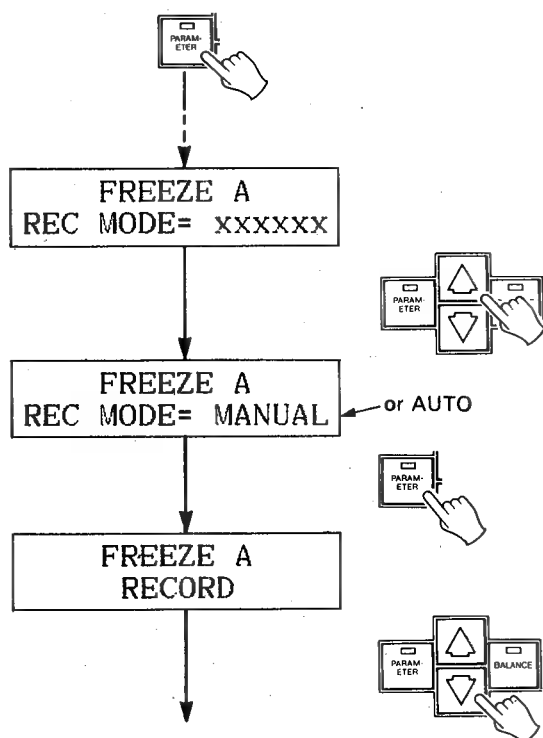 PARAM-
ETER
FREEZE A
REC MODE= xxxxxx
PARAM-
ETER
FREEZE A
REC MODE= MANUAL
or AUTO
PARAM-
ETER
FREEZE A
RECORD
PARAM-
ETER
BALANCE